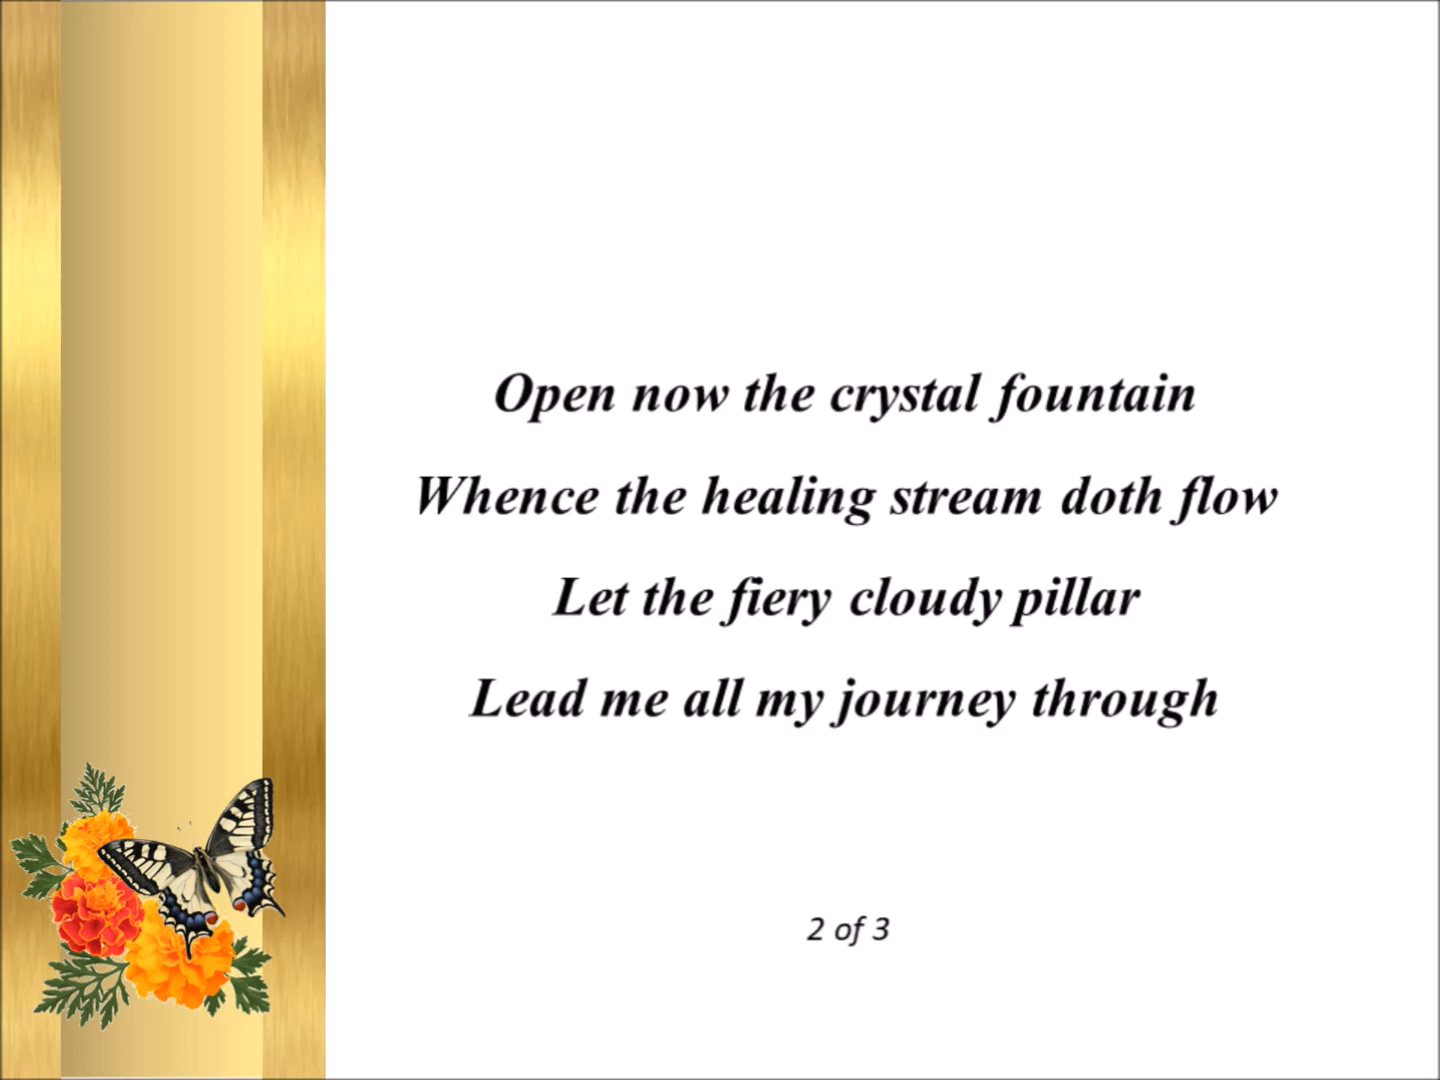 Open now the crystal fountain
Whence the healing stream doth flow
Let the fiery cloudy pillar
Lead me all my journey through
2 of 3